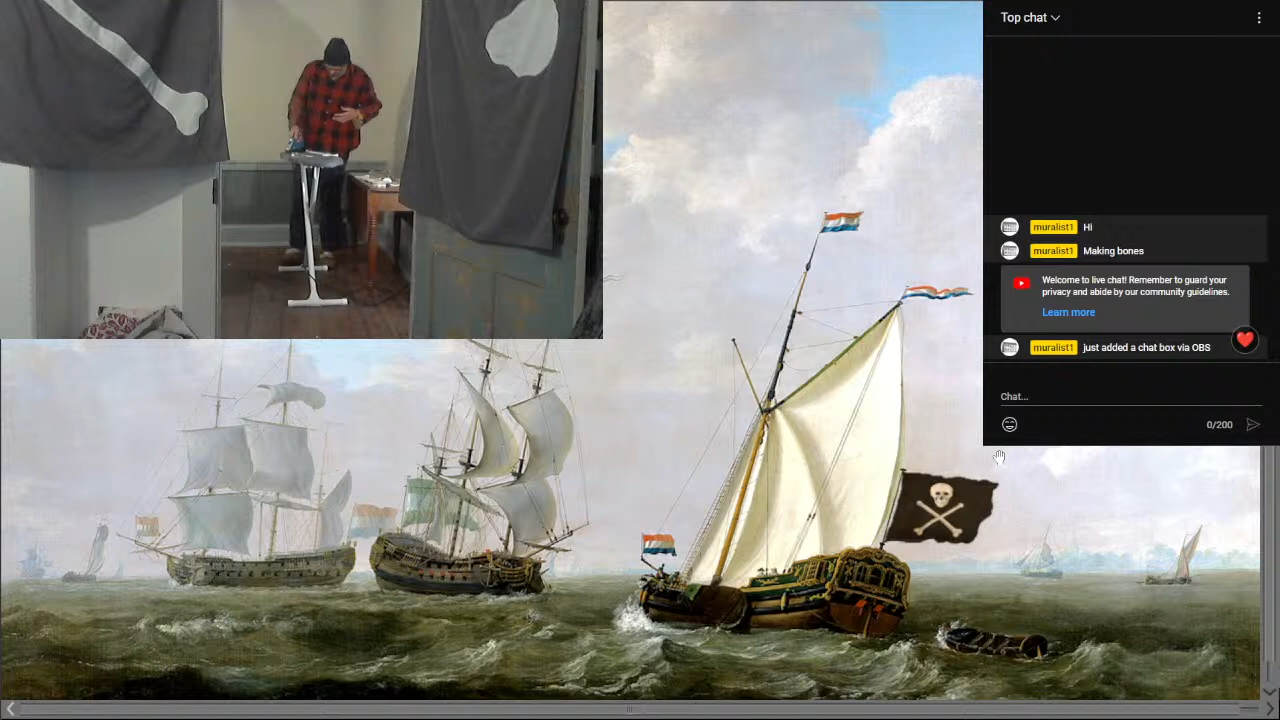 Top chat
muralist1 Hi
muralist1 Making bones
Welcome to live chat! Remember to guard your
privacy and abide by our community guidelines.
Learn more
muralist1 just added a chat box via OBS
Chat...
0/200